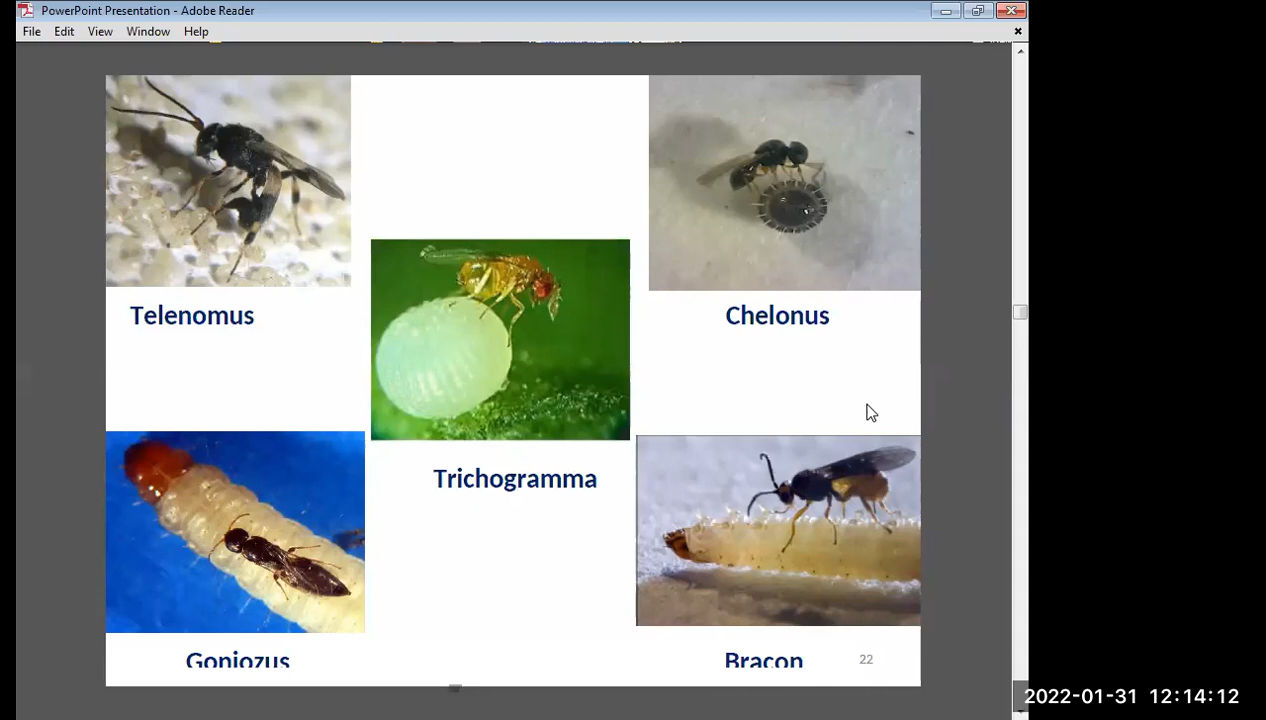 PowerPoint Presentation - Adobe Reader
File Edit View Window Help
Telenomus
Chelonus
Trichogramma
Goniozus
Bracon
22
2022-01-31 12:14:12